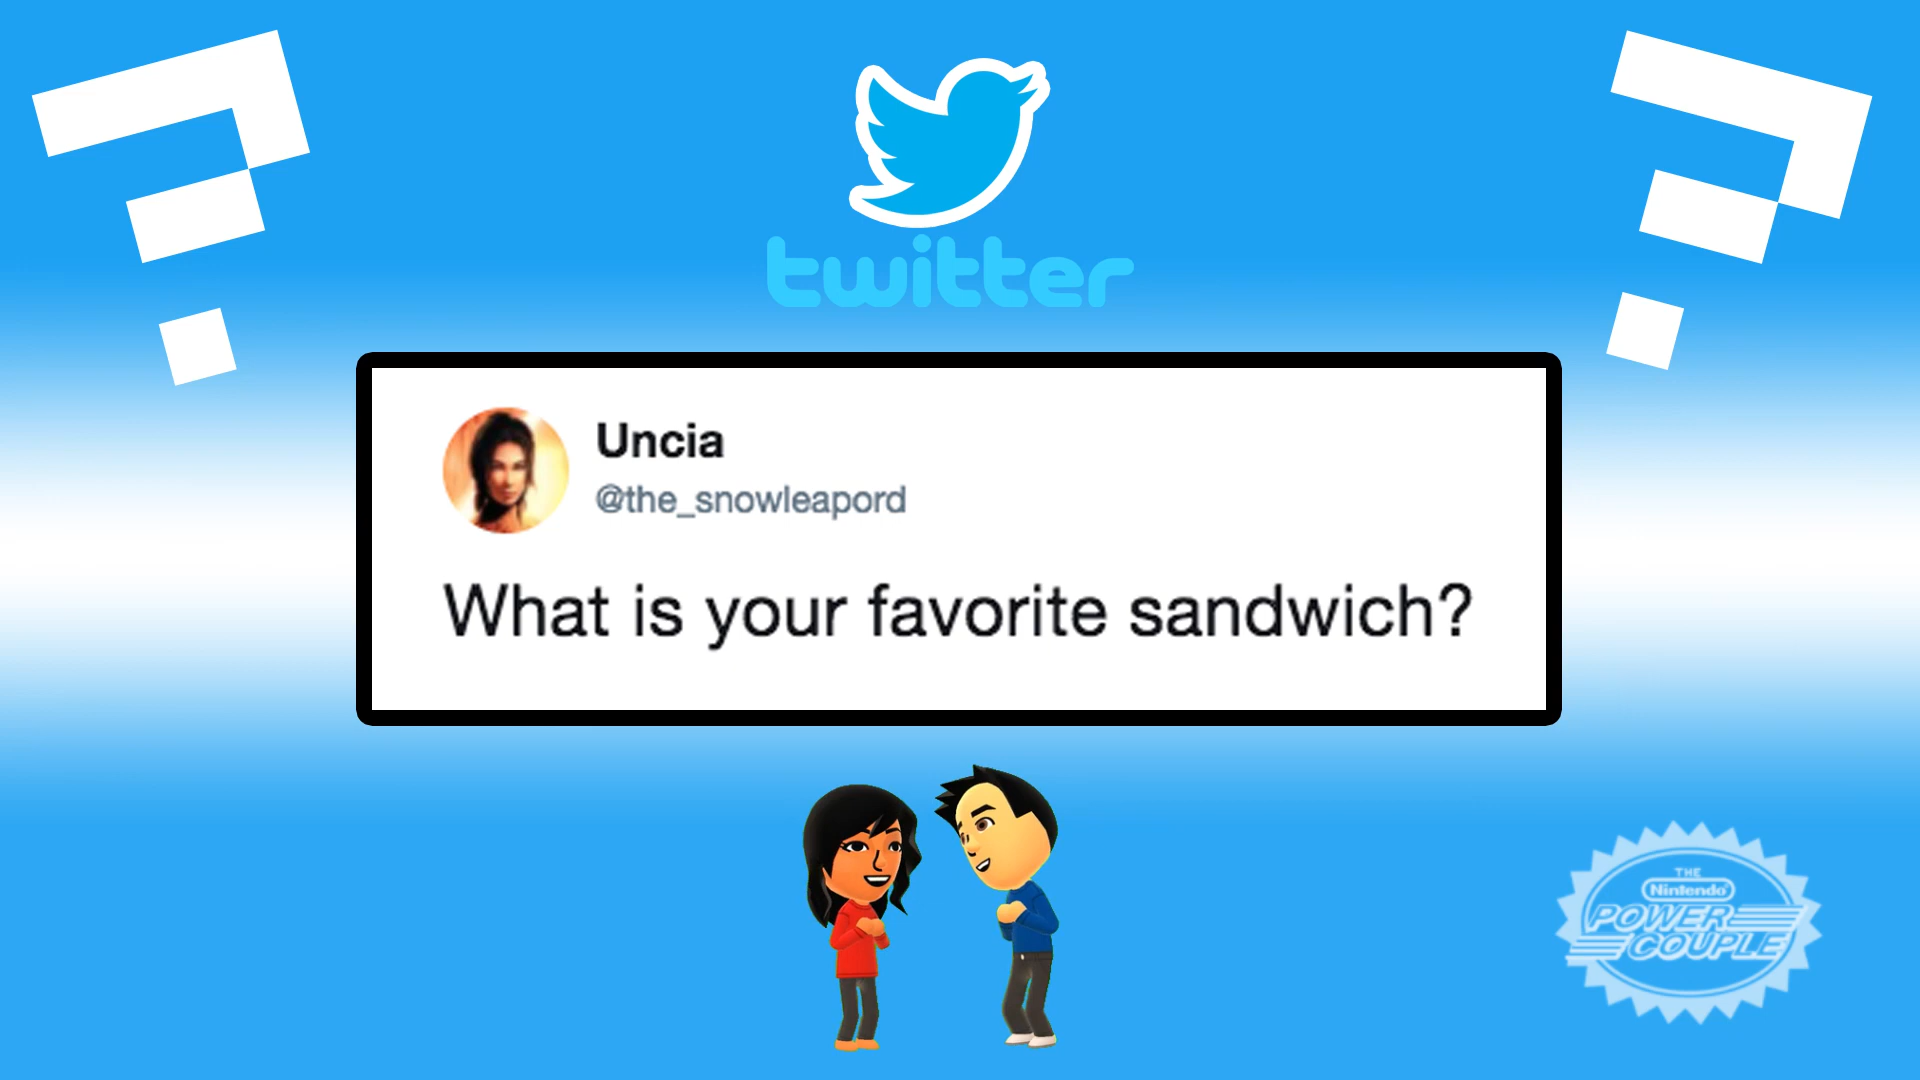 ?
?
twitter
Uncia
@the_snowleapord
What is your favorite sandwich?
THE
Nintendo
POWER
COUPLE